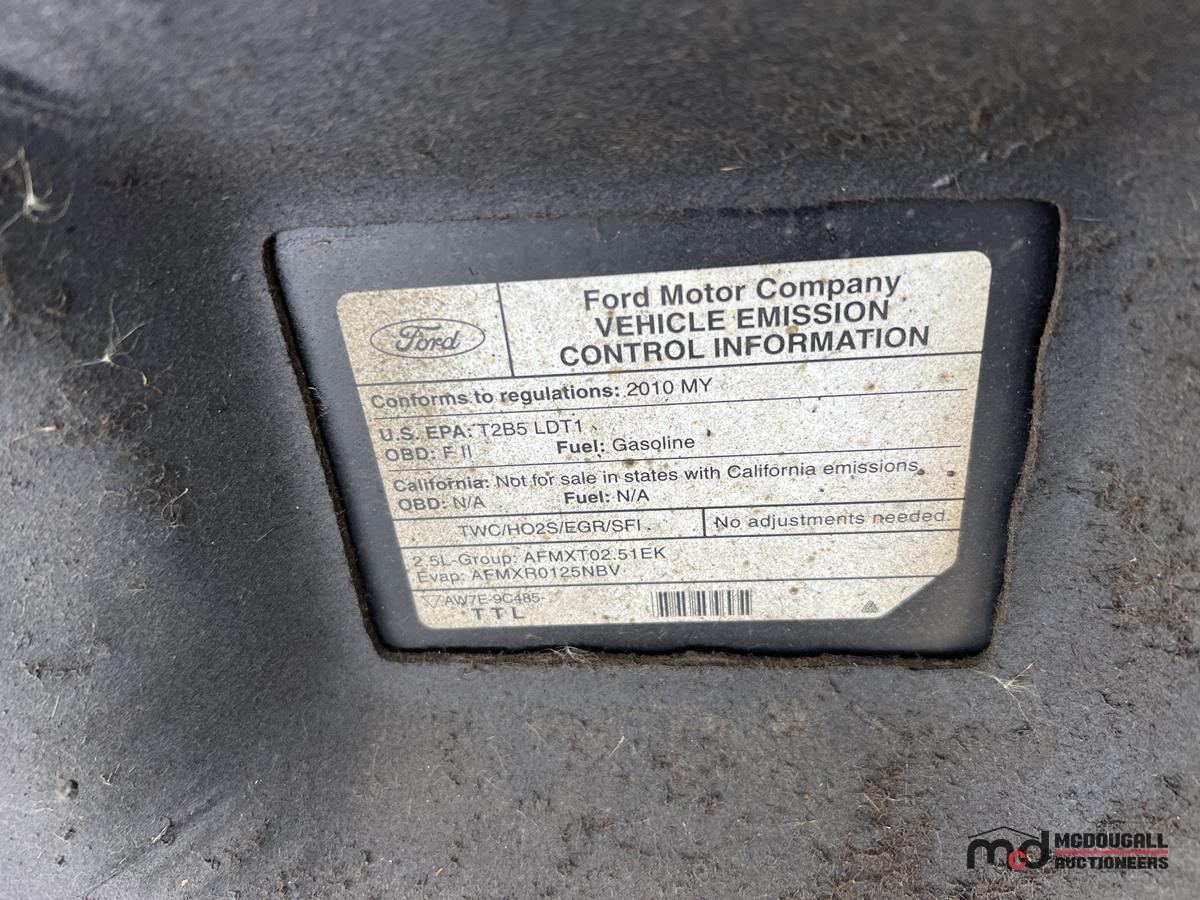 Ford
Ford Motor Company
VEHICLE EMISSION
CONTROL INFORMATION
Conforms to regulations: 2010 MY
U.S. EPA: T2B5 LDT1
OBD: F II Fuel: Gasoline
California: Not for sale in states with California emissions.
OBD: N/A Fuel: N/A
TWC/HO2S/EGR/SFI No adjustments needed.
2.5L-Group: AFMXT02.51EK
Evap: AFMXR0125NBV
AW7E-9C485-
TTL
mcd MCDOUGALL
AUCTIONEERS